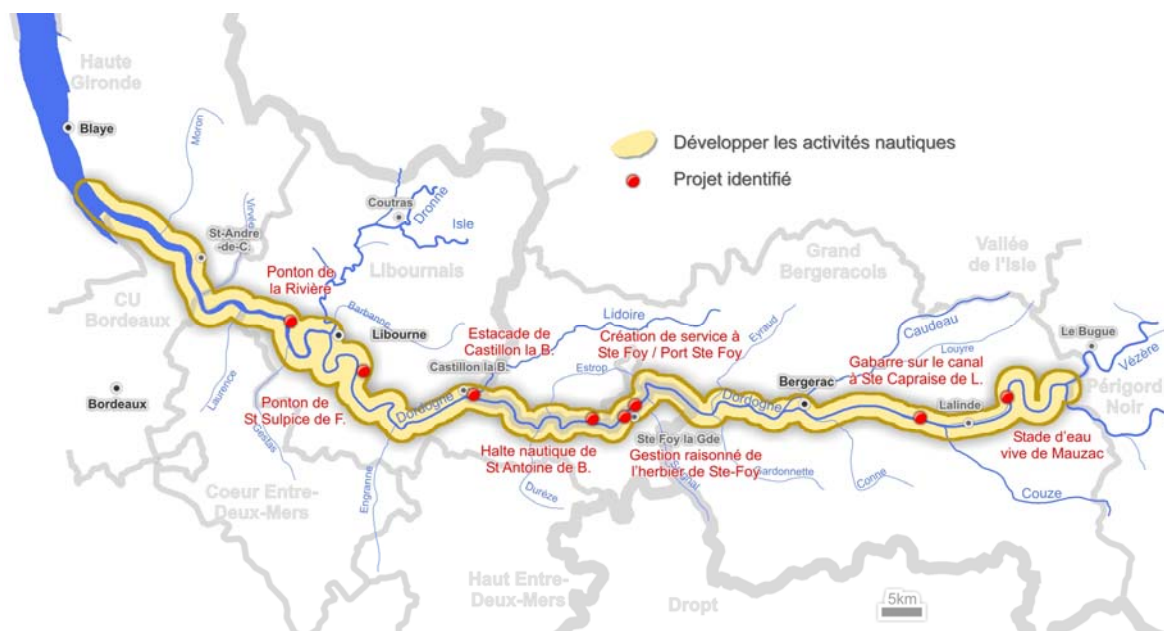 Haute
Gironde
Blaye
Moron
Développer les activités nautiques
Projet identifié
Coutras
Dronne
Isle
Virvée
St-Andre
-de-C.
Libournais
Grand
Bergeracois
Vallée
de l'Isle
CU
Bordeaux
Ponton de
la Rivière
Barbanne
Libourne
Estacade de
Castillon la B.
Lidoire
Création de service à
Ste Foy / Port Ste Foy
Eyraud
Caudeau
Louyre
Le Bugue
Vézère
Castillon la B.
Estrop
Gabarre sur le canal
à Ste Capraise de L.
Bergerac
Périgord
Noir
Bordeaux
Laurence
Ponton de
St Sulpice de F.
Dordogne
Dordogne
Lalinde
Gestas
Halte nautique de
St Antoine de B.
Ste Foy la Gde
Gestion raisonné de
l'herbier de Ste-Foy
Stade d'eau
vive de Mauzac
Engranne
Durèze
Gardonnette
Conne
Couze
Coeur Entre-
Deux-Mers
Haut Entre-
Deux-Mers
Dropt
5km